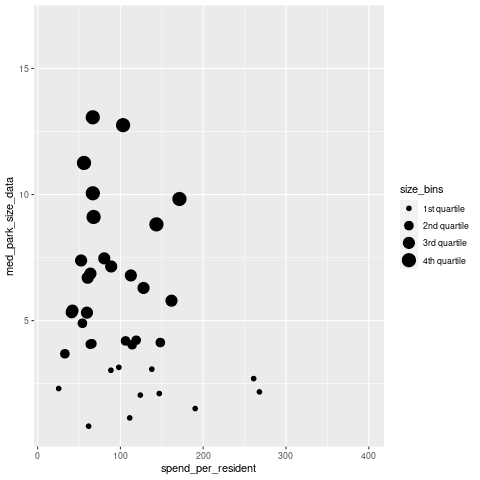 15
10
5
med_park_size_data
0 100 200 300 400
spend_per_resident
size_bins
1st quartile
2nd quartile
3rd quartile
4th quartile